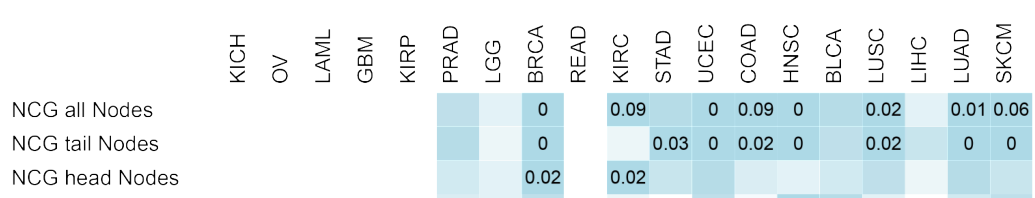 KICH OV LAML GBM KIRP PRAD LGG BRCA READ KIRC STAD UCEC COAD HNSC BLCA LUSC LIHC LUAD SKCM
NCG all Nodes 0 0.09 0 0.09 0 0.02 0.01 0.06
NCG tail Nodes 0 0.03 0 0.02 0 0.02 0 0
NCG head Nodes 0.02 0.02